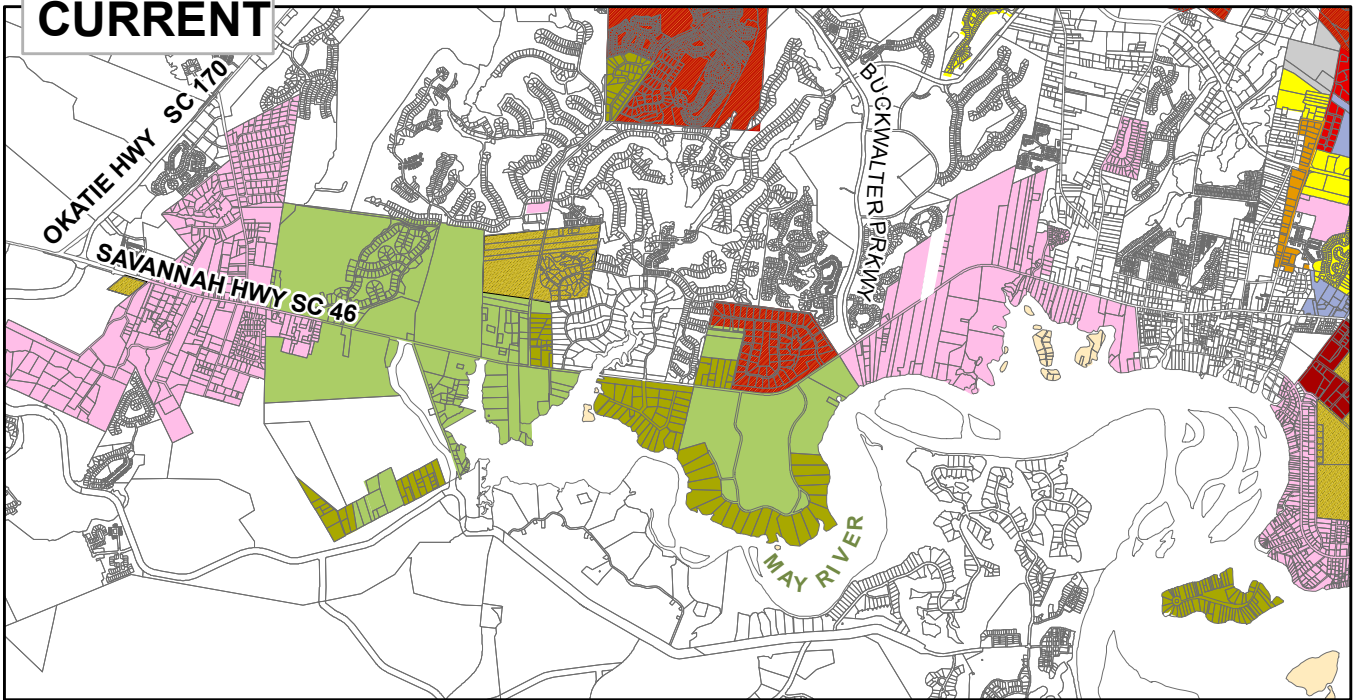 CURRENT
OKATIE HWY SC 170
BUCKWALTER PRKWY
SAVANNAH HWY SC 46
MAY RIVER